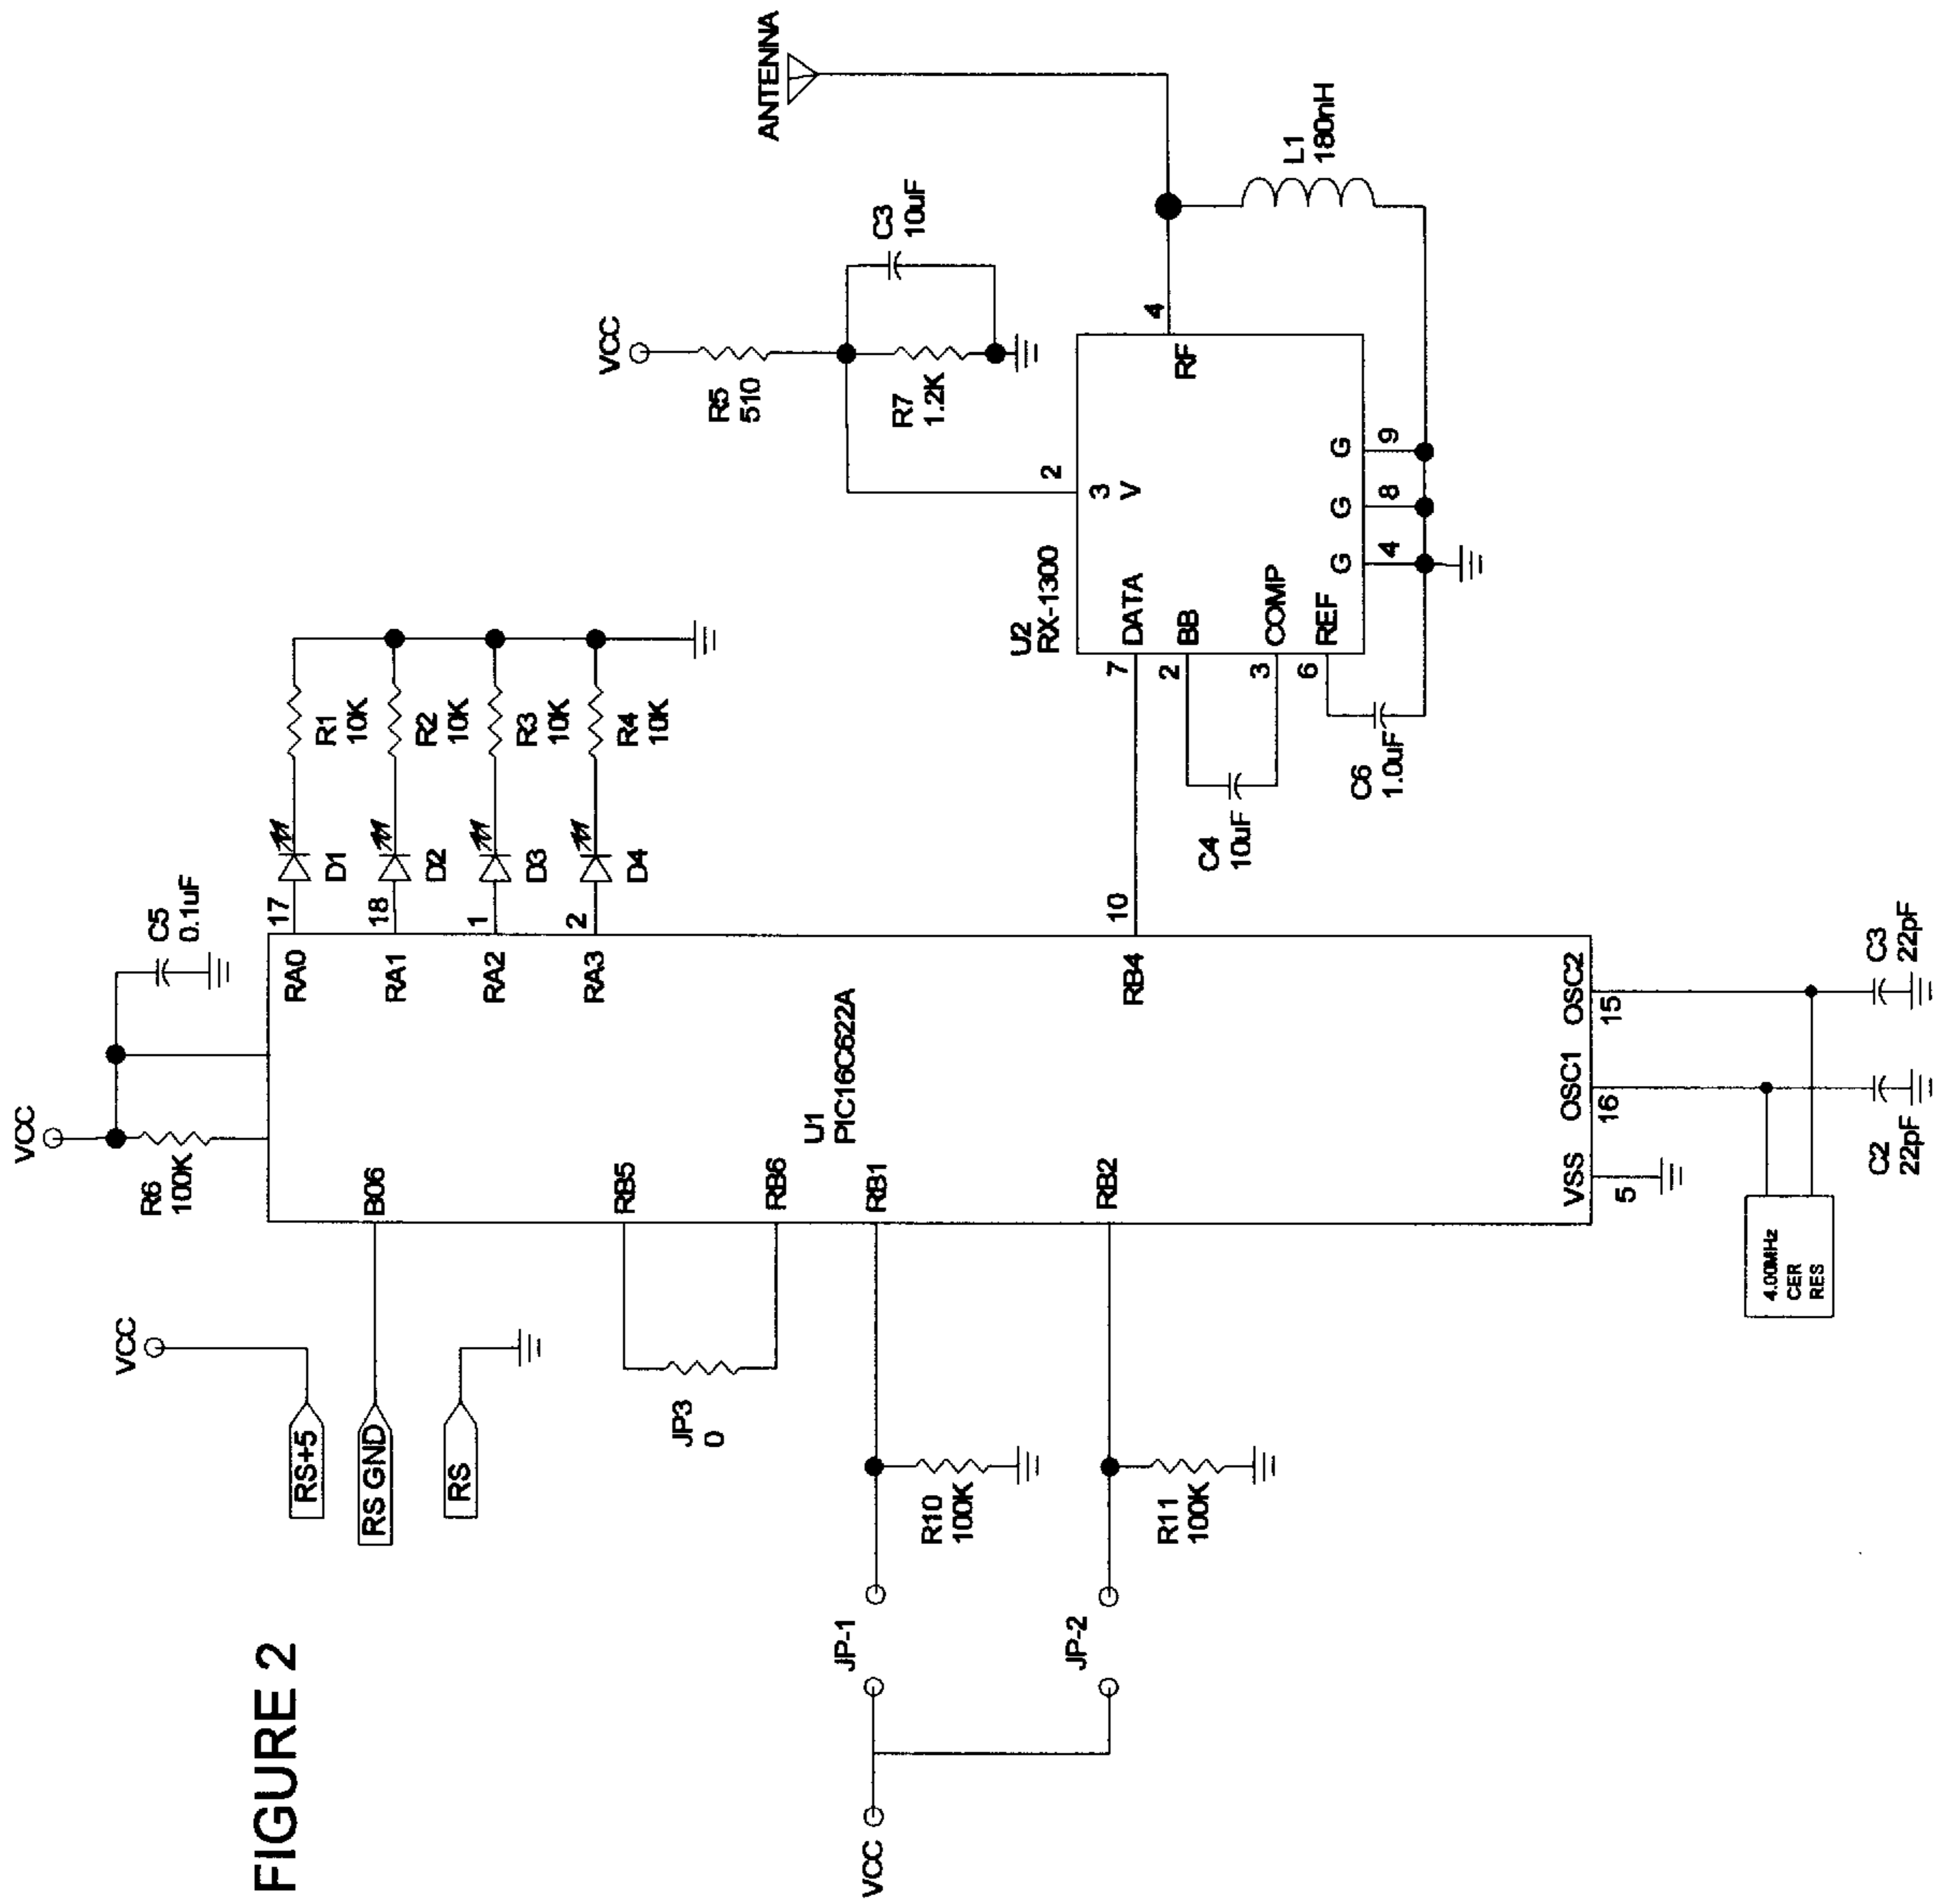 FIGURE 2
VCC
R6
100K
C5
0.1uF
VCC
RS+5
RS GND
RS
B06
RB5
RB6
RB1
RB2
JP3
0
U1
PIC16C622A
RA0
RA1
RA2
RA3
RB4
17
18
1
2
10
D1
D2
D3
D4
R1
10K
R2
10K
R3
10K
R4
10K
VCC
JP-1
JP-2
R10
100K
R11
100K
VSS
OSC1
OSC2
5
16
15
4.00MHz
CER
RES
C2
22pF
C3
22pF
U2
RX-1300
DATA
BB
COMP
REF
7
2
3
6
C4
10uF
C6
1.0uF
3
V
2
RF
4
G
G
G
4
8
9
VCC
R5
510
R7
1.2K
C3
10uF
ANTENNA
L1
180nH